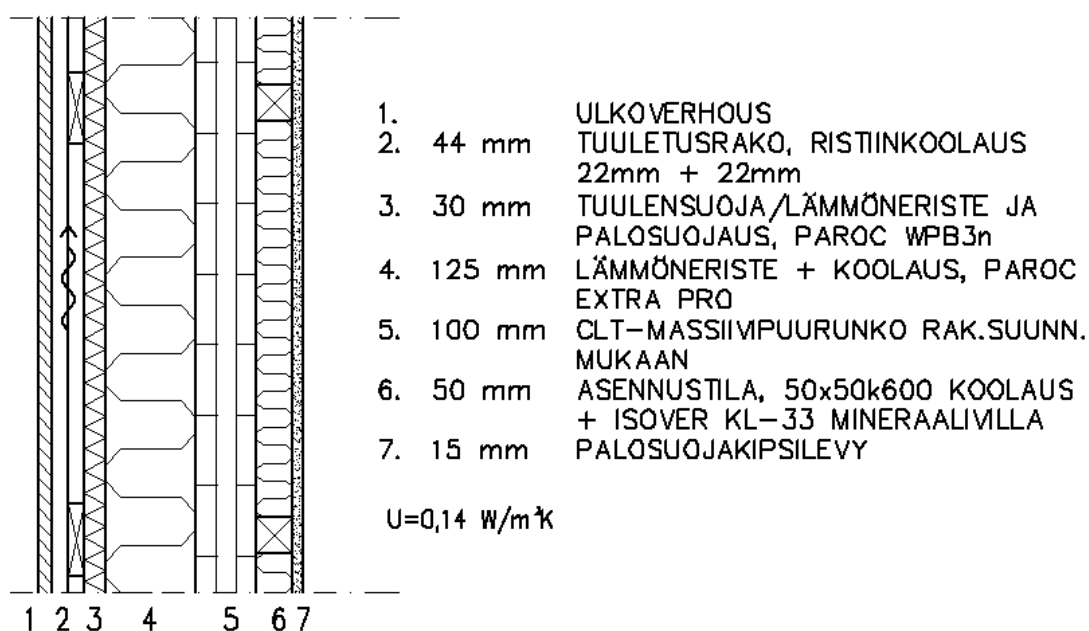 1. ULKOVERHOUS
2. 44 mm TUULETUSRAKO, RISTIINKOOLAUS
22mm + 22mm
3. 30 mm TUULENSUOJA/LÄMMÖNERISTE JA
PALOSUOJAUS, PAROC WPB3n
4. 125 mm LÄMMÖNERISTE + KOOLAUS, PAROC
EXTRA PRO
5. 100 mm CLT-MASSIIVIPUURUNKO RAK.SUUNN.
MUKAAN
6. 50 mm ASENNUSTILA, 50x50k600 KOOLAUS
+ ISOVER KL-33 MINERAALIVILLA
7. 15 mm PALOSUOJAKIPSILEVY
U=0,14 W/m²K
1 2 3 4 5 6 7